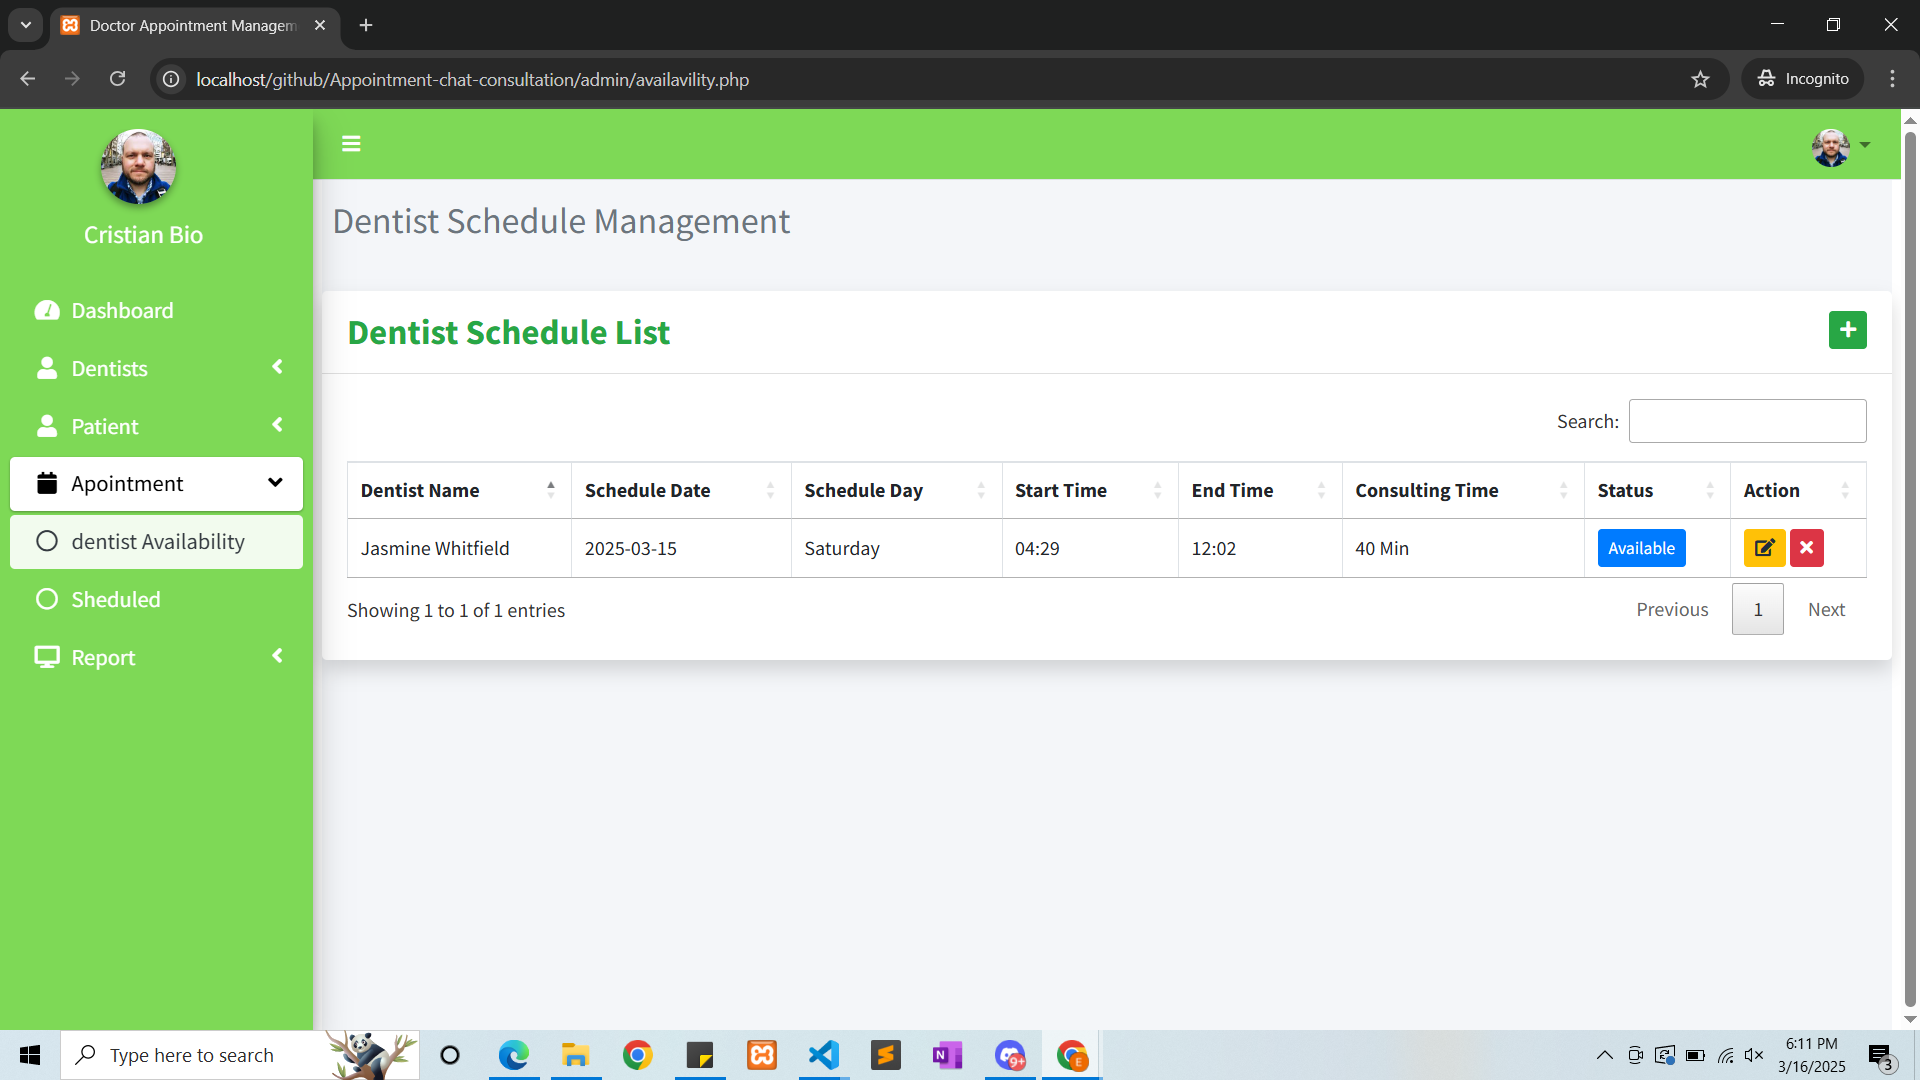 Doctor Appointment Managem
localhost/github/Appointment-chat-consultation/admin/availavility.php
Incognito
Cristian Bio
Dashboard
Dentists
Patient
Apointment
dentist Availability
Sheduled
Report
Dentist Schedule Management
Dentist Schedule List
Search:
Dentist Name Schedule Date Schedule Day Start Time End Time Consulting Time Status Action
Jasmine Whitfield 2025-03-15 Saturday 04:29 12:02 40 Min Available
Showing 1 to 1 of 1 entries
Previous 1 Next
Type here to search
9+
E
6:11 PM
3/16/2025
3